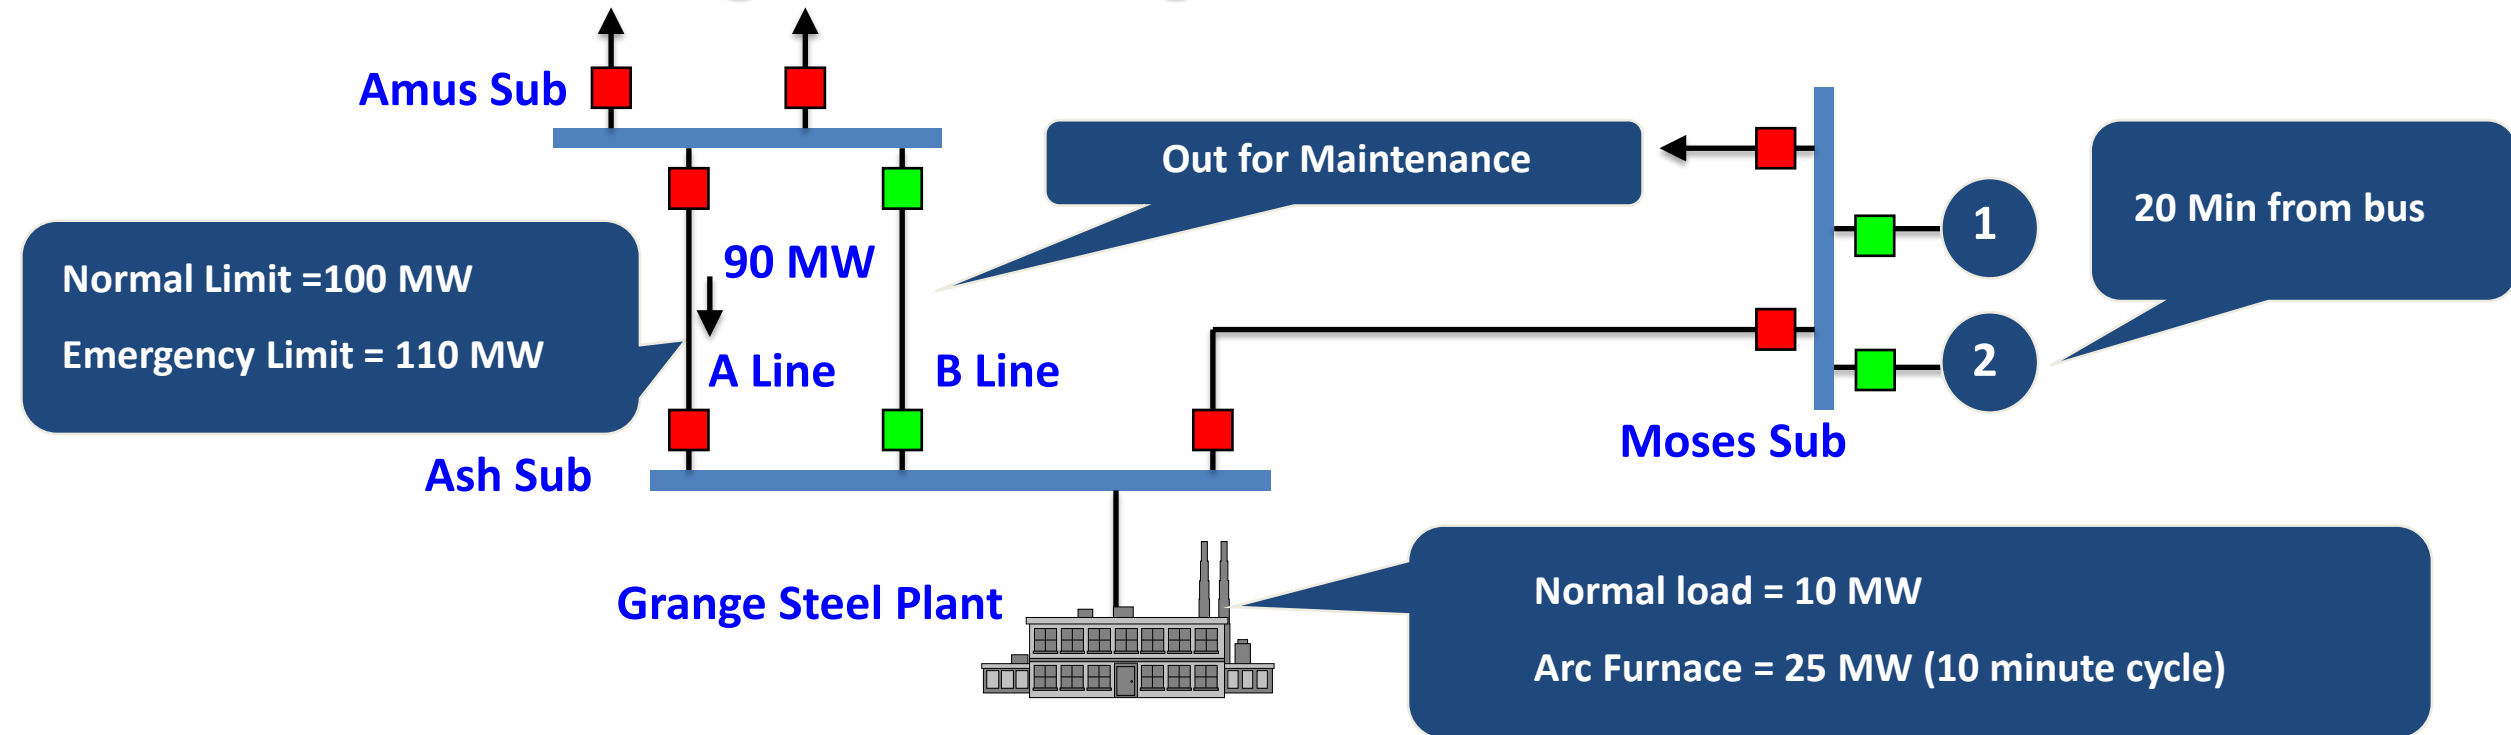 Amus Sub
Out for Maintenance
1
20 Min from bus
90 MW
Normal Limit =100 MW
Emergency Limit = 110 MW
A Line
B Line
2
Moses Sub
Ash Sub
Grange Steel Plant
Normal load = 10 MW
Arc Furnace = 25 MW (10 minute cycle)